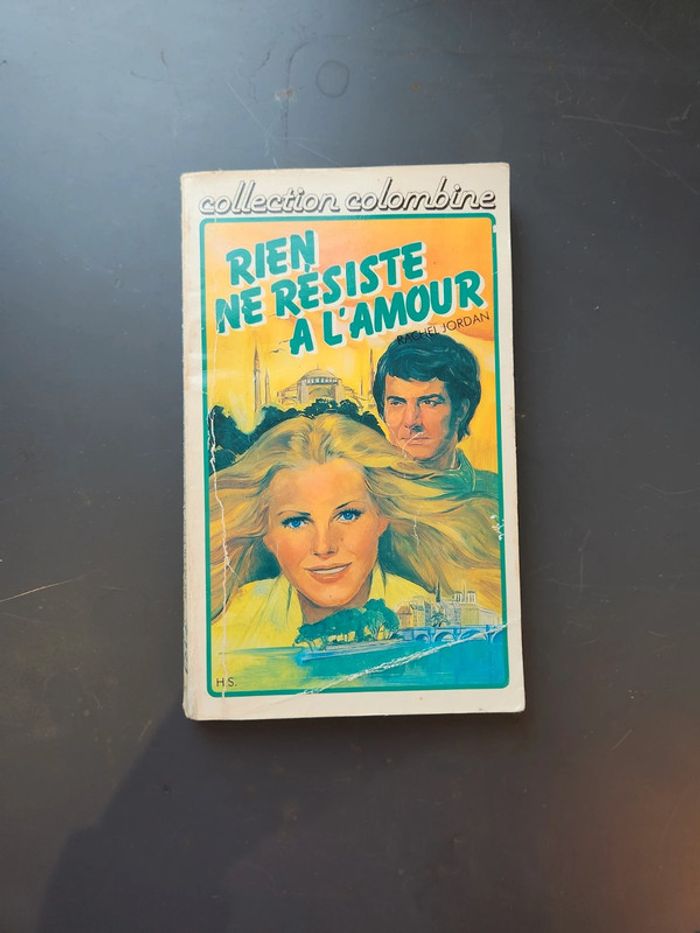 collection colombine
RIEN
NE RÉSISTE
A L'AMOUR
RACHEL JORDAN
H.S.